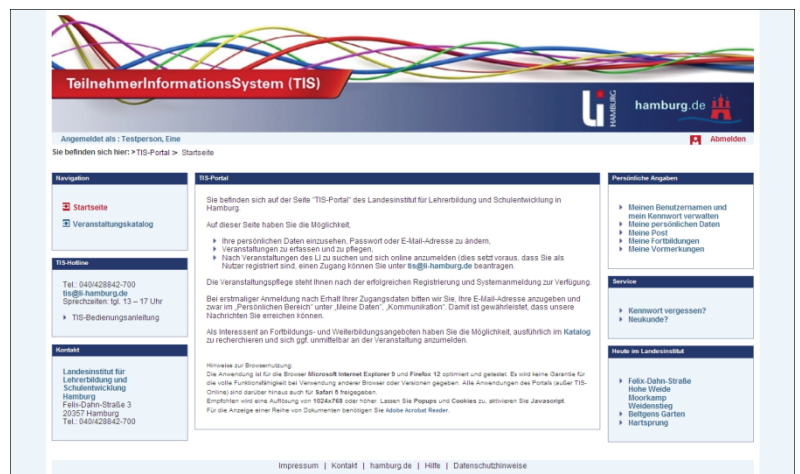 TeilnehmerInformationsSystem (TIS)
Li
HAMBURG
hamburg.de
Angemeldet als : Testperson, Eine
Abmelden
Sie befinden sich hier: >TIS-Portal > Startseite
Navigation
Startseite
Veranstaltungskatalog
TIS-Hotline
Tel.: 040/428842-700
tis@li-hamburg.de
Sprechzeiten: tgl. 13 – 17 Uhr
TIS-Bedienungsanleitung
Kontakt
Landesinstitut für
Lehrerbildung und
Schulentwicklung
Hamburg
Felix-Dahn-Straße 3
20357 Hamburg
Tel.: 040/428842-700
TIS-Portal
Sie befinden sich auf der Seite "TIS-Portal" des Landesinstitut für Lehrerbildung und Schulentwicklung in
Hamburg.
Auf dieser Seite haben Sie die Möglichkeit,
Ihre persönlichen Daten einzusehen, Passwort oder E-Mail-Adresse zu ändern,
Veranstaltungen zu erfassen und zu pflegen,
Nach Veranstaltungen des LI zu suchen und sich online anzumelden (dies setzt voraus, dass Sie als
Nutzer registriert sind, einen Zugang können Sie unter tis@li-hamburg.de beantragen.
Die Veranstaltungspflege steht Ihnen nach der erfolgreichen Registrierung und Systemanmeldung zur Verfügung.
Bei erstmaliger Anmeldung nach Erhalt Ihrer Zugangsdaten bitten wir Sie, Ihre E-Mail-Adresse anzugeben und
zwar im „Persönlichen Bereich" unter „Meine Daten", „Kommunikation". Damit ist gewährleistet, dass unsere
Nachrichten Sie erreichen können.
Als Interessent an Fortbildungs- und Weiterbildungsangeboten haben Sie die Möglichkeit, ausführlich im Katalog
zu recherchieren und sich ggf. unmittelbar an der Veranstaltung anzumelden.
Hinweise zur Browsernutzung:
Die Anwendung ist für die Browser Microsoft Internet Explorer 9 und Firefox 12 optimiert und getestet. Es wird keine Garantie für
die volle Funktionsfähigkeit bei Verwendung anderer Browser oder Versionen gegeben. Alle Anwendungen des Portals (außer TIS-
Online) sind darüber hinaus auch für Safari 5 freigegeben.
Empfohlen wird eine Auflösung von 1024x768 oder höher. Lassen Sie Popups und Cookies zu, aktivieren Sie Javascript.
Für die Anzeige einer Reihe von Dokumenten benötigen Sie Adobe Acrobat Reader.
Persönliche Angaben
Meinen Benutzernamen und
mein Kennwort verwalten
Meine persönlichen Daten
Meine Post
Meine Fortbildungen
Meine Vormerkungen
Service
Kennwort vergessen?
Neukunde?
Heute im Landesinstitut
Felix-Dahn-Straße
Hohe Weide
Moorkamp
Weidenstieg
Beltgens Garten
Hartsprung
Impressum | Kontakt | hamburg.de | Hilfe | Datenschutzhinweise